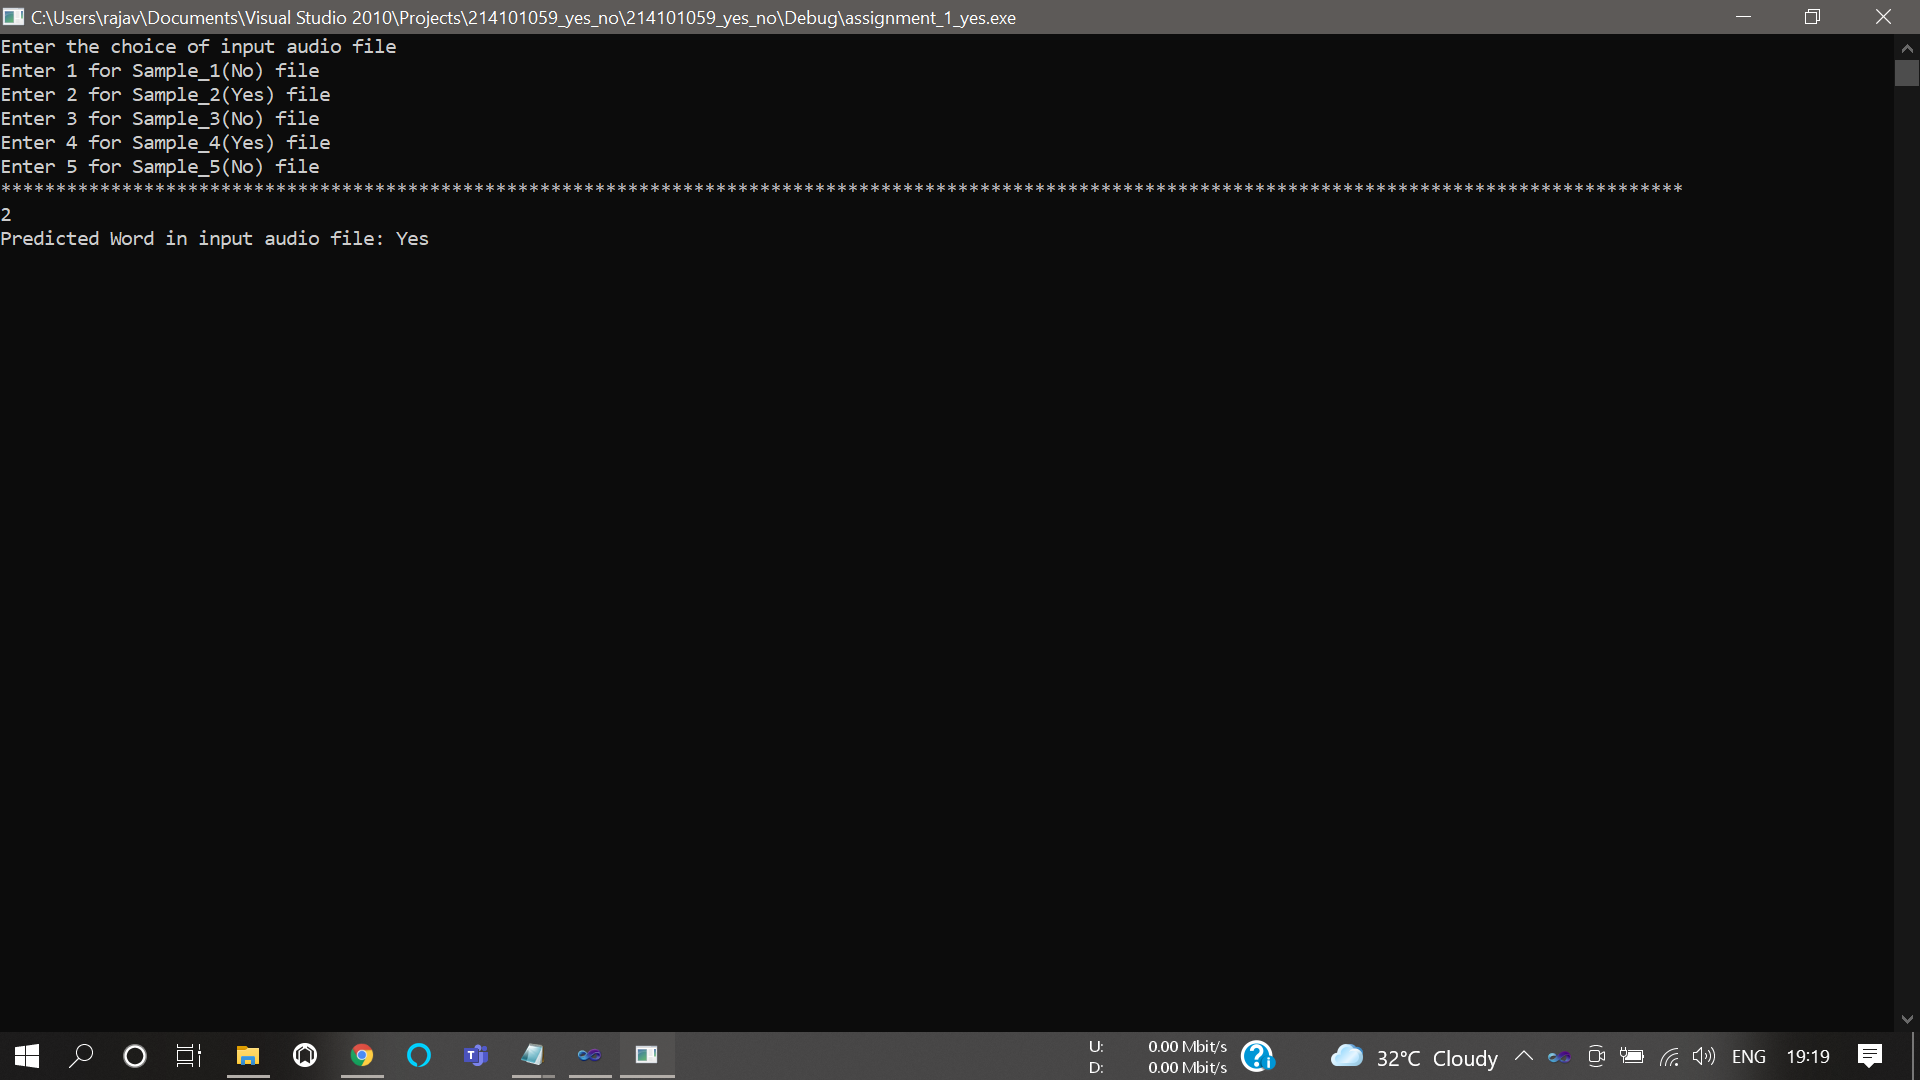 C:\Users\rajav\Documents\Visual Studio 2010\Projects\214101059_yes_no\214101059_yes_no\Debug\assignment_1_yes.exe
Enter the choice of input audio file
Enter 1 for Sample_1(No) file
Enter 2 for Sample_2(Yes) file
Enter 3 for Sample_3(No) file
Enter 4 for Sample_4(Yes) file
Enter 5 for Sample_5(No) file
*********************************************************************************************************************************************************
2
Predicted Word in input audio file: Yes
U: 0.00 Mbit/s
D: 0.00 Mbit/s
32°C Cloudy
ENG
19:19